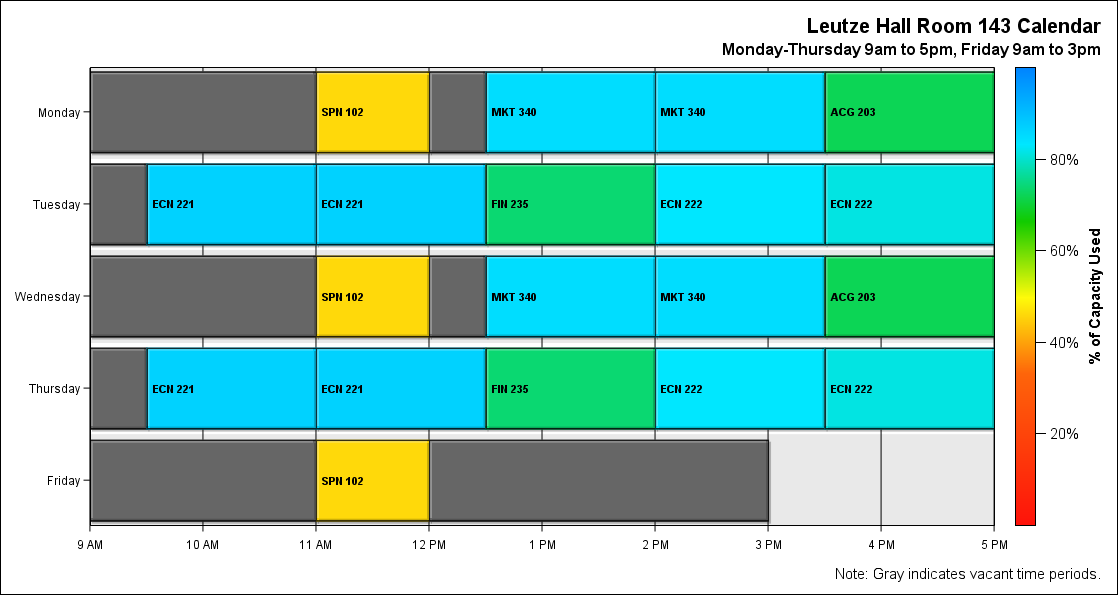 Leutze Hall Room 143 Calendar
Monday-Thursday 9am to 5pm, Friday 9am to 3pm
Monday
SPN 102
MKT 340
MKT 340
ACG 203
Tuesday
ECN 221
ECN 221
FIN 235
ECN 222
ECN 222
Wednesday
SPN 102
MKT 340
MKT 340
ACG 203
Thursday
ECN 221
ECN 221
FIN 235
ECN 222
ECN 222
Friday
SPN 102
9 AM
10 AM
11 AM
12 PM
1 PM
2 PM
3 PM
4 PM
5 PM
80%
60%
40%
20%
% of Capacity Used
Note: Gray indicates vacant time periods.